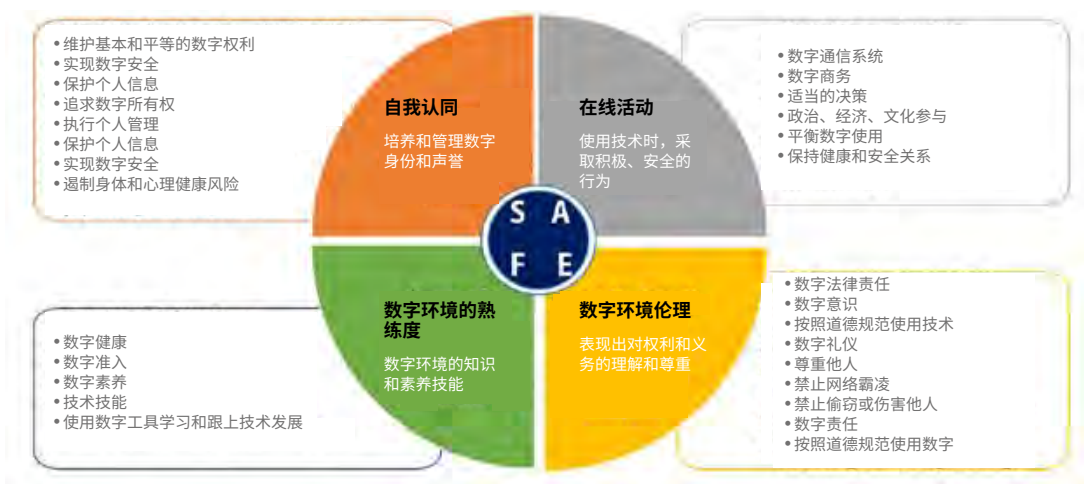 • 维护基本和平等的数字权利
• 实现数字安全
• 保护个人信息
• 追求数字所有权
• 执行个人管理
• 保护个人信息
• 实现数字安全
• 遏制身体和心理健康风险
自我认同
培养和管理数字
身份和声誉
在线活动
使用技术时，采
取积极、安全的
行为
• 数字通信系统
• 数字商务
• 适当的决策
• 政治、经济、文化参与
• 平衡数字使用
• 保持健康和安全关系
S A
F E
• 数字健康
• 数字准入
• 数字素养
• 技术技能
• 使用数字工具学习和跟上技术发展
数字环境的熟
练度
数字环境的知识
和素养技能
数字环境伦理
表现出对权利和义
务的理解和尊重
• 数字法律责任
• 数字意识
• 按照道德规范使用技术
• 数字礼仪
• 尊重他人
• 禁止网络霸凌
• 禁止偷窃或伤害他人
• 数字责任
• 按照道德规范使用数字